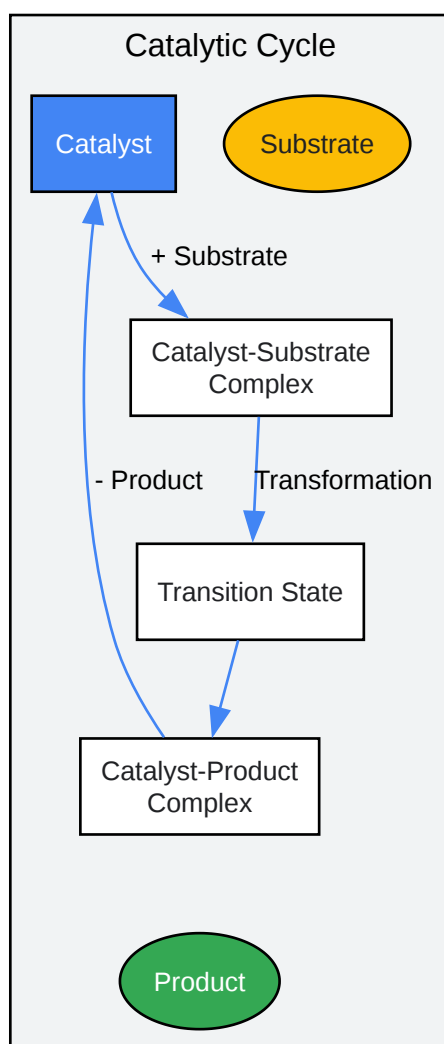 Catalytic Cycle
Catalyst
Substrate
+ Substrate
Catalyst-Substrate
Complex
- Product
Transformation
Transition State
Catalyst-Product
Complex
Product